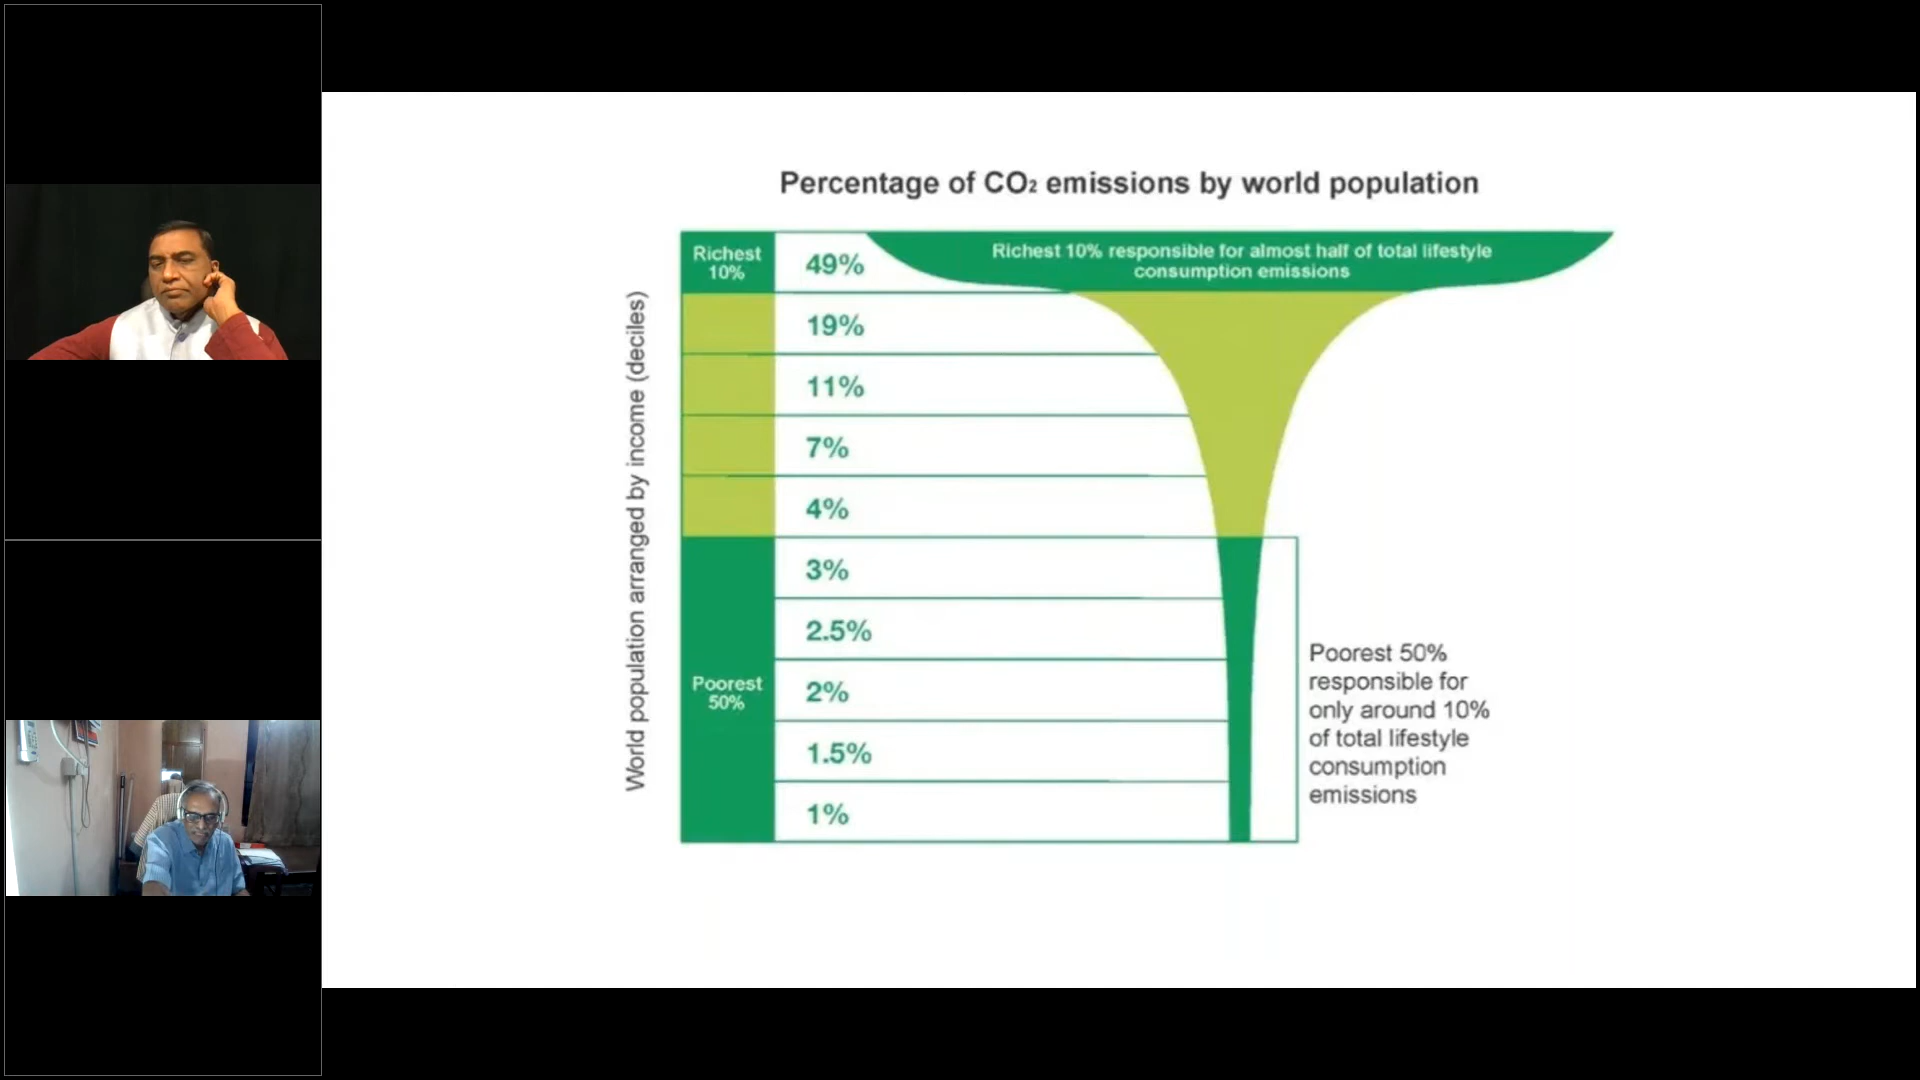 Percentage of CO₂ emissions by world population
World population arranged by income (deciles)
Richest
10%
49%
Richest 10% responsible for almost half of total lifestyle
consumption emissions
19%
11%
7%
4%
3%
2.5%
2%
1.5%
1%
Poorest
50%
Poorest 50%
responsible for
only around 10%
of total lifestyle
consumption
emissions